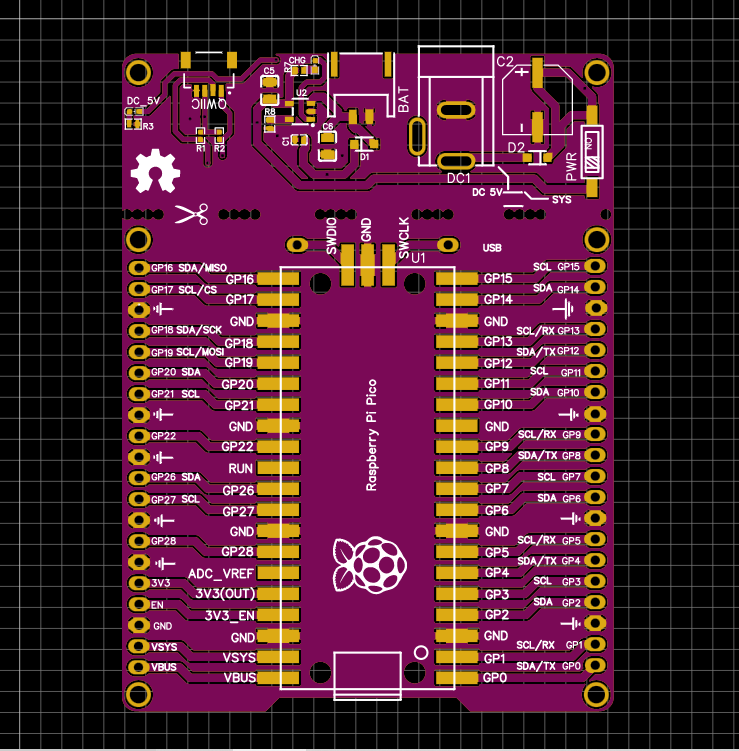 CHG
R7
C5
C2
U2
DC_5V
QWIIC
BAT
R3
R8
C6
NO
R1 R2
C1
D1
D2
PWR
DC1
DC 5V
SYS
SWDIO
GND
SWCLK
USB
U1
GP16 SDA/MISO
GP16
GP15
SCL GP15
GP17 SCL/CS
GP17
GP14
SDA GP14
GND
GND
GP18 SDA/SCK
GP18
GP13
SCL/RX GP13
GP19 SCL/MOSI
GP19
GP12
SDA/TX GP12
GP20 SDA
GP20
GP11
SCL GP11
GP21 SCL
GP21
GP10
SDA GP10
GND
GND
GP22
GP22
GP9
SCL/RX GP9
RUN
GP8
SDA/TX GP8
GP26 SDA
GP26
GP7
SCL GP7
GP27 SCL
GP27
GP6
SDA GP6
GND
GND
GP28
GP28
GP5
SCL/RX GP5
ADC_VREF
GP4
SDA/TX GP4
3V3
3V3(OUT)
GP3
SCL GP3
EN
3V3_EN
GP2
SDA GP2
GND
GND
GND
VSYS
VSYS
GP1
SCL/RX GP1
VBUS
VBUS
GP0
SDA/TX GP0
Raspberry Pi Pico